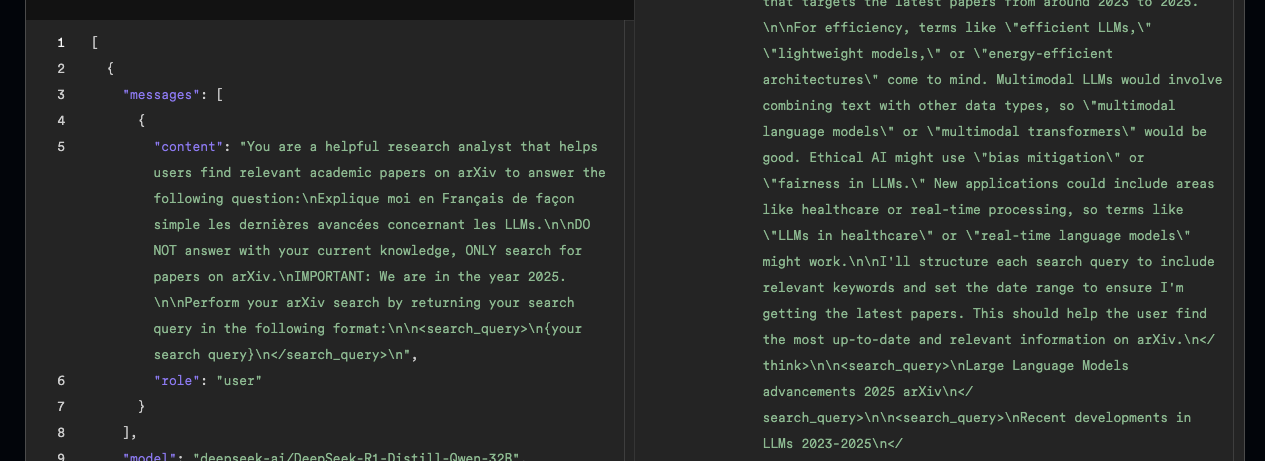 1 [
2 {
3 "messages": [
4 {
5 "content": "You are a helpful research analyst that helps
users find relevant academic papers on arXiv to answer the
following question:\nExplique moi en Français de façon
simple les dernières avancées concernant les LLMs.\n\nDO
NOT answer with your current knowledge, ONLY search for
papers on arXiv.\nIMPORTANT: We are in the year 2025.
\n\nPerform your arXiv search by returning your search
query in the following format:\n\n<search_query>\n{your
search query}\n</search_query>\n",
6 "role": "user"
7 }
8 ],
9 "model": "deepseek-ai/DeepSeek-R1-Distill-Qwen-32B"
that targets the latest papers from around 2023 to 2025.
\n\nFor efficiency, terms like \"efficient LLMs,\"
\"lightweight models,\" or \"energy-efficient
architectures\" come to mind. Multimodal LLMs would involve
combining text with other data types, so \"multimodal
language models\" or \"multimodal transformers\" would be
good. Ethical AI might use \"bias mitigation\" or
\"fairness in LLMs.\" New applications could include areas
like healthcare or real-time processing, so terms like
\"LLMs in healthcare\" or \"real-time language models\"
might work.\n\nI'll structure each search query to include
relevant keywords and set the date range to ensure I'm
getting the latest papers. This should help the user find
the most up-to-date and relevant information on arXiv.\n</
think>\n\n<search_query>\nLarge Language Models
advancements 2025 arXiv\n</
search_query>\n\n<search_query>\nRecent developments in
LLMs 2023-2025\n</